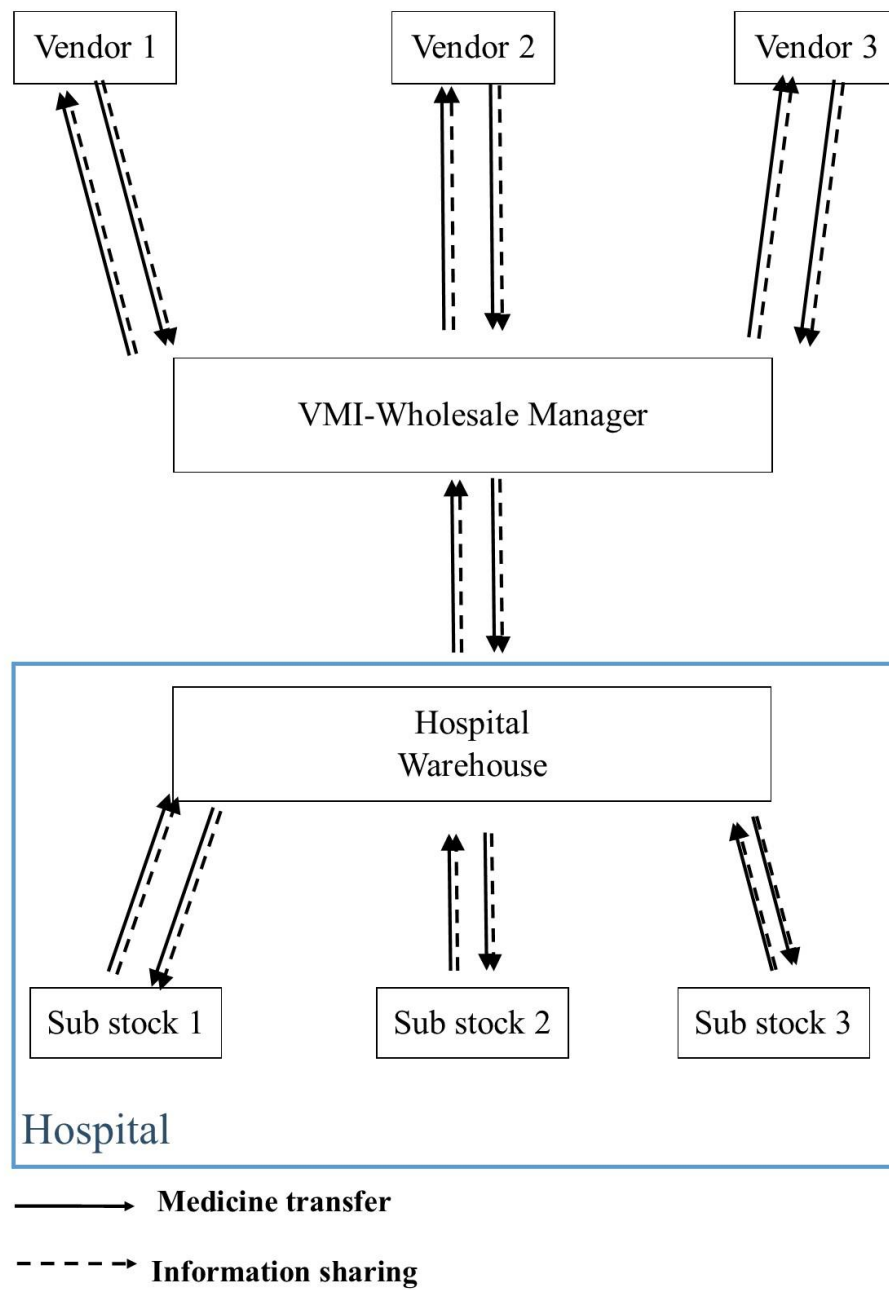 Vendor 1
Vendor 2
Vendor 3
VMI-Wholesale Manager
Hospital
Warehouse
Sub stock 1
Sub stock 2
Sub stock 3
Hospital
Medicine transfer
Information sharing